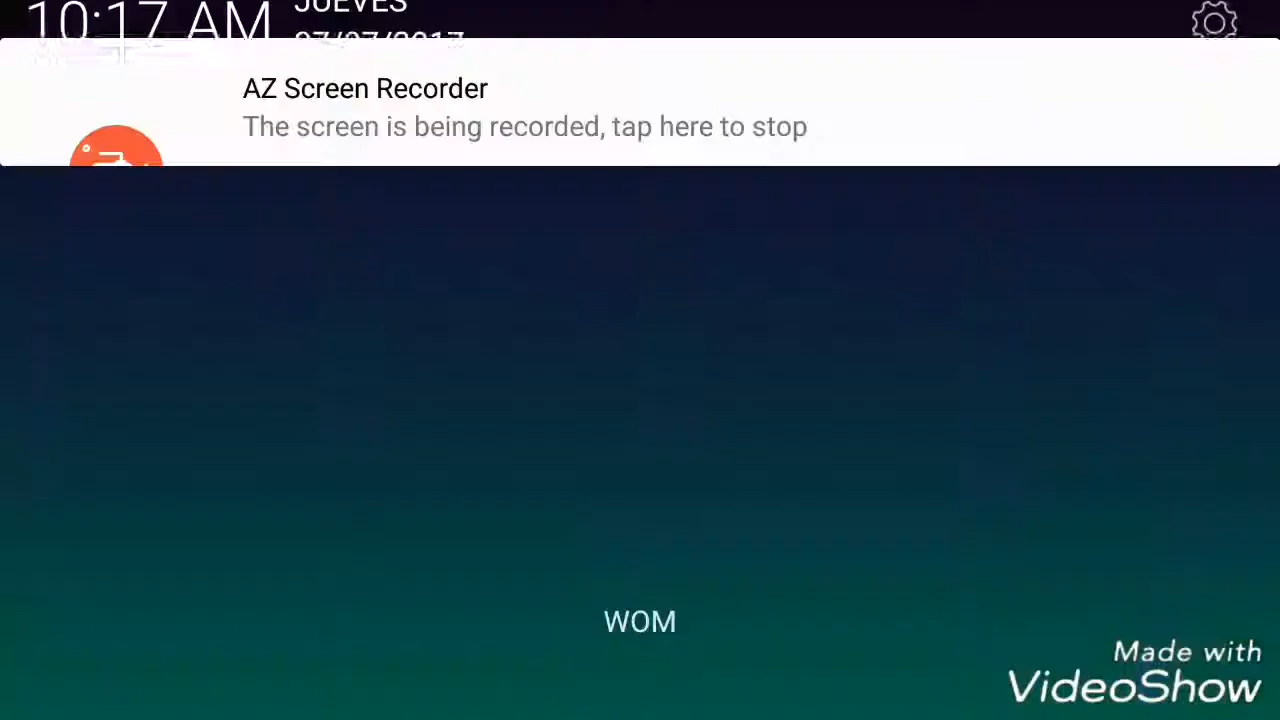 10:17 AM
JUEVES
AZ Screen Recorder
The screen is being recorded, tap here to stop
WOM
Made with
VideoShow